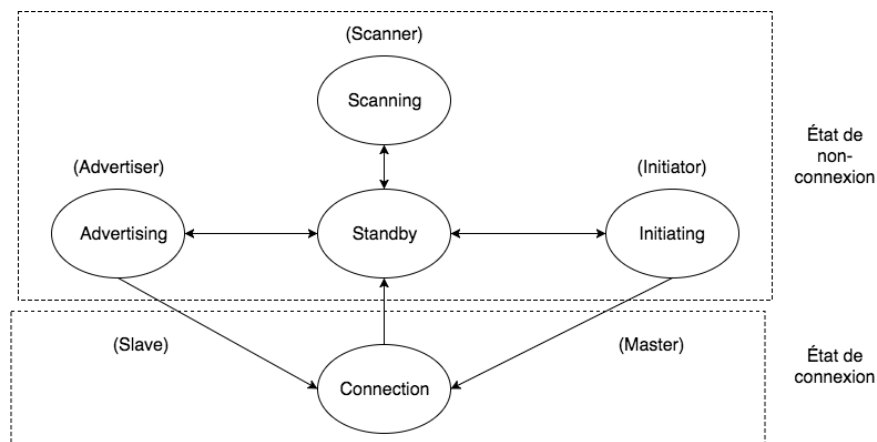 (Scanner)
Scanning
État de
non-
connexion
(Advertiser)
(Initiator)
Advertising
Standby
Initiating
(Slave)
(Master)
État de
connexion
Connection